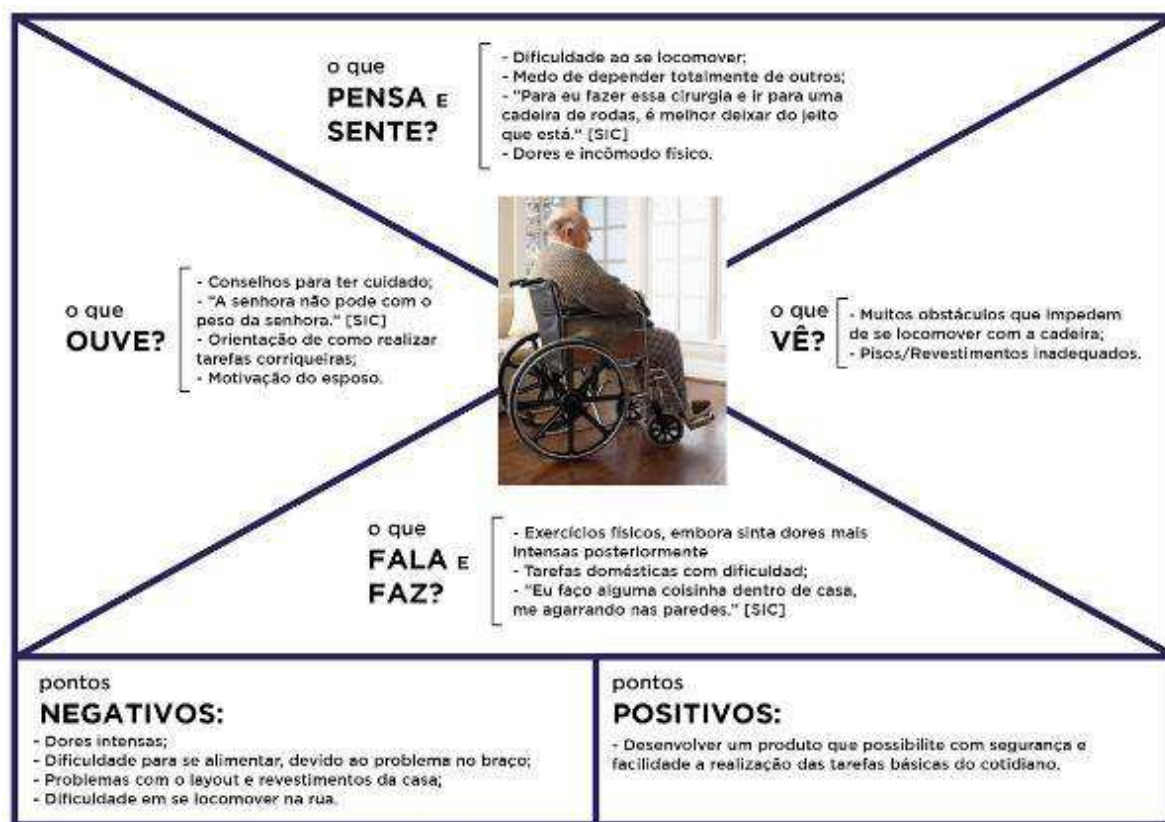 o que
PENSA E
SENTE?
- Dificuldade ao se locomover;
- Medo de depender totalmente de outros;
- "Para eu fazer essa cirurgia e ir para uma
cadeira de rodas, é melhor deixar do jeito
que está." [SIC]
- Dores e incômodo físico.
o que
OUVE?
- Conselhos para ter cuidado;
- "A senhora não pode com o
peso da senhora." [SIC]
- Orientação de como realizar
tarefas corriqueiras;
- Motivação do esposo.
o que
VÊ?
- Muitos obstáculos que impedem
de se locomover com a cadeira;
- Pisos/Revestimentos inadequados.
o que
FALA E
FAZ?
- Exercícios físicos, embora sinta dores mais
intensas posteriormente
- Tarefas domésticas com dificuldad;
- "Eu faço alguma coisinha dentro de casa,
me agarrando nas paredes." [SIC]
pontos
NEGATIVOS:
- Dores intensas;
- Dificuldade para se alimentar, devido ao problema no braço;
- Problemas com o layout e revestimentos da casa;
- Dificuldade em se locomover na rua.
pontos
POSITIVOS:
- Desenvolver um produto que possibilite com segurança e
facilidade a realização das tarefas básicas do cotidiano.